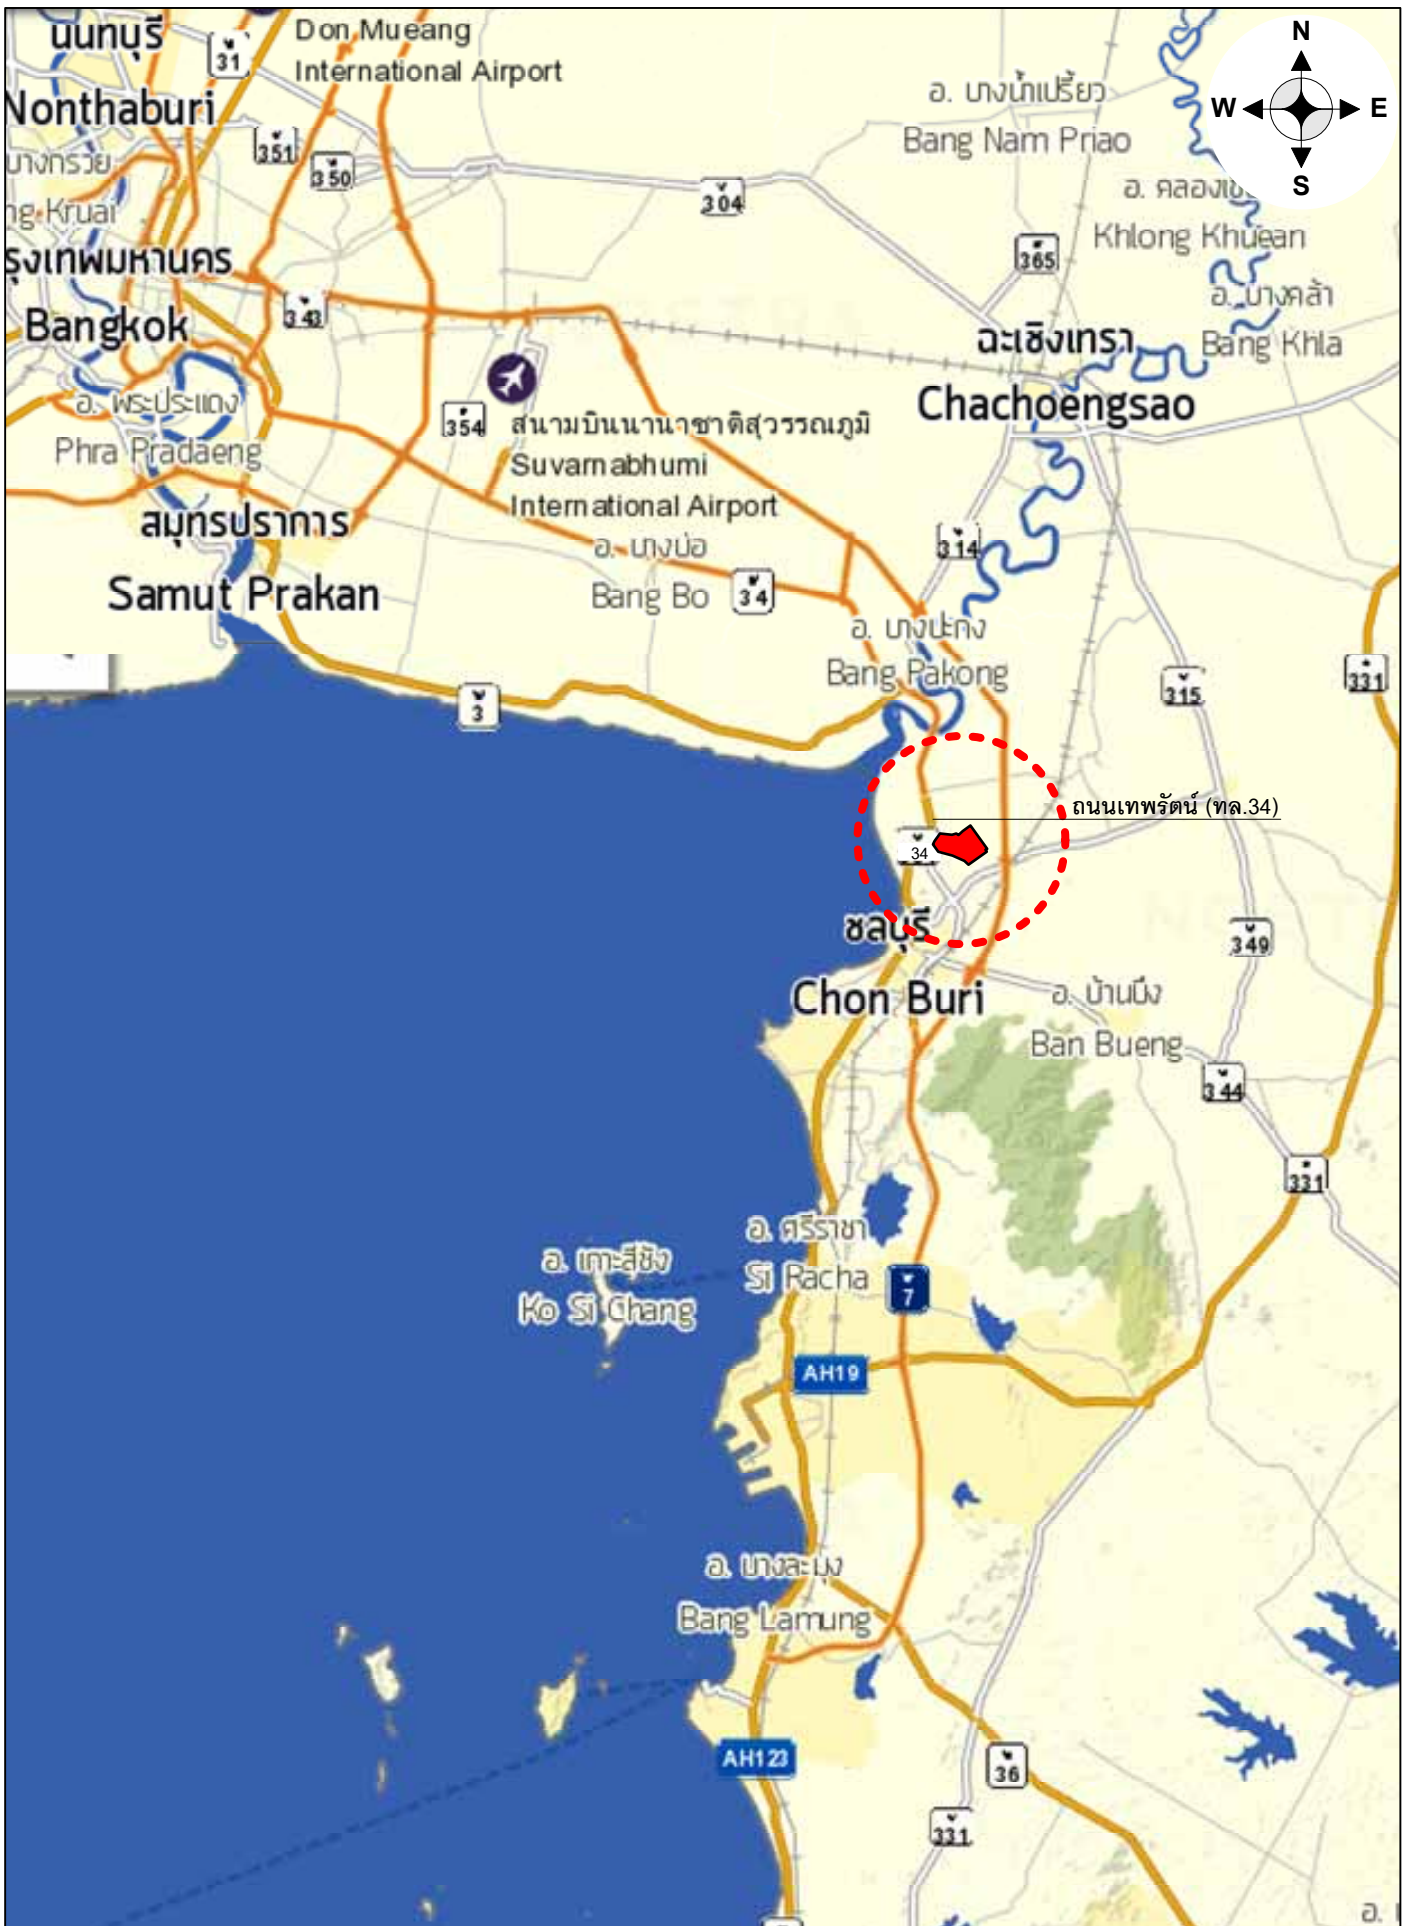 นนทบุรี
Nonthaburi
31
Don Mueang
International Airport
351
350
304
N
W
E
S
อ. บางน้ำเปรี้ยว
Bang Nam Priao
Khlong Khuean
365
อ. บางคล้า
Bang Khla
บางกรวย
ng Kruai
รุงเทพมหานคร
Bangkok
343
ฉะเชิงเทรา
Chachoengsao
อ. พระประแดง
Phra Pradaeng
354
สนามบินนานาชาติสุวรรณภูมิ
Suvarnabhumi
International Airport
สมุทรปราการ
Samut Prakan
อ. บางบ่อ
Bang Bo
34
314
อ. บางปะกง
Bang Pakong
315
331
3
ถนนเทพรัตน์ (ทล.34)
34
ชลบุรี
Chon Buri
349
อ. บ้านบึง
Ban Bueng
344
331
อ. ศรีราชา
Si Racha
7
อ. เกาะสีชัง
Ko Si Chang
AH19
อ. บางละมุง
Bang Lamung
AH123
36
331
อ.